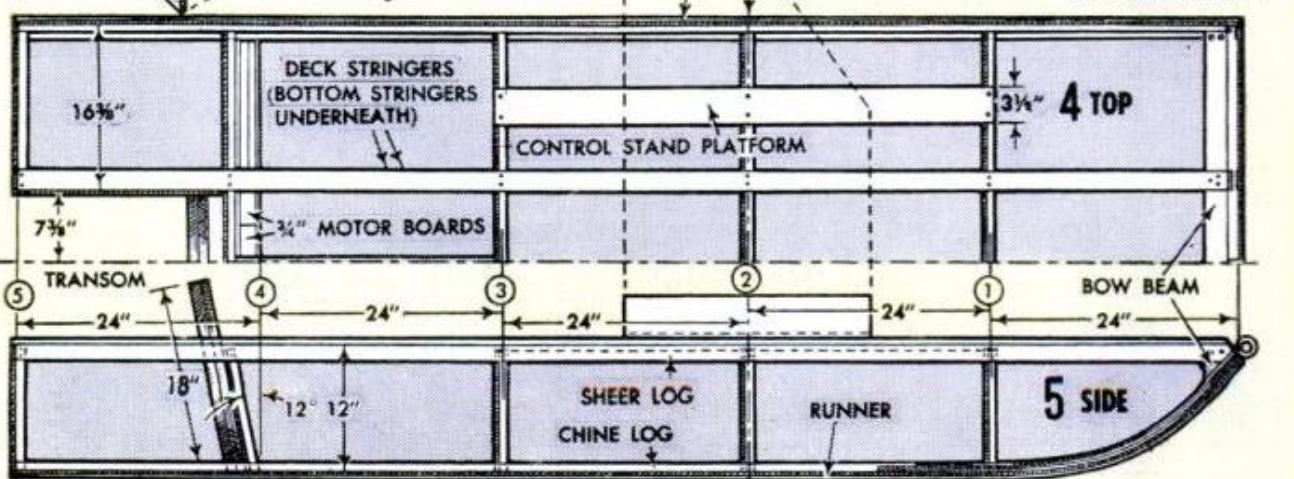 DECK STRINGERS
(BOTTOM STRINGERS
UNDERNEATH)
16⅜"
3½" 4 TOP
CONTROL STAND PLATFORM
7⅜"
¾" MOTOR BOARDS
TRANSOM
5
4
3
2
1
BOW BEAM
24"
24"
24"
24"
24"
18"
12° 12"
SHEER LOG
CHINE LOG
RUNNER
5 SIDE